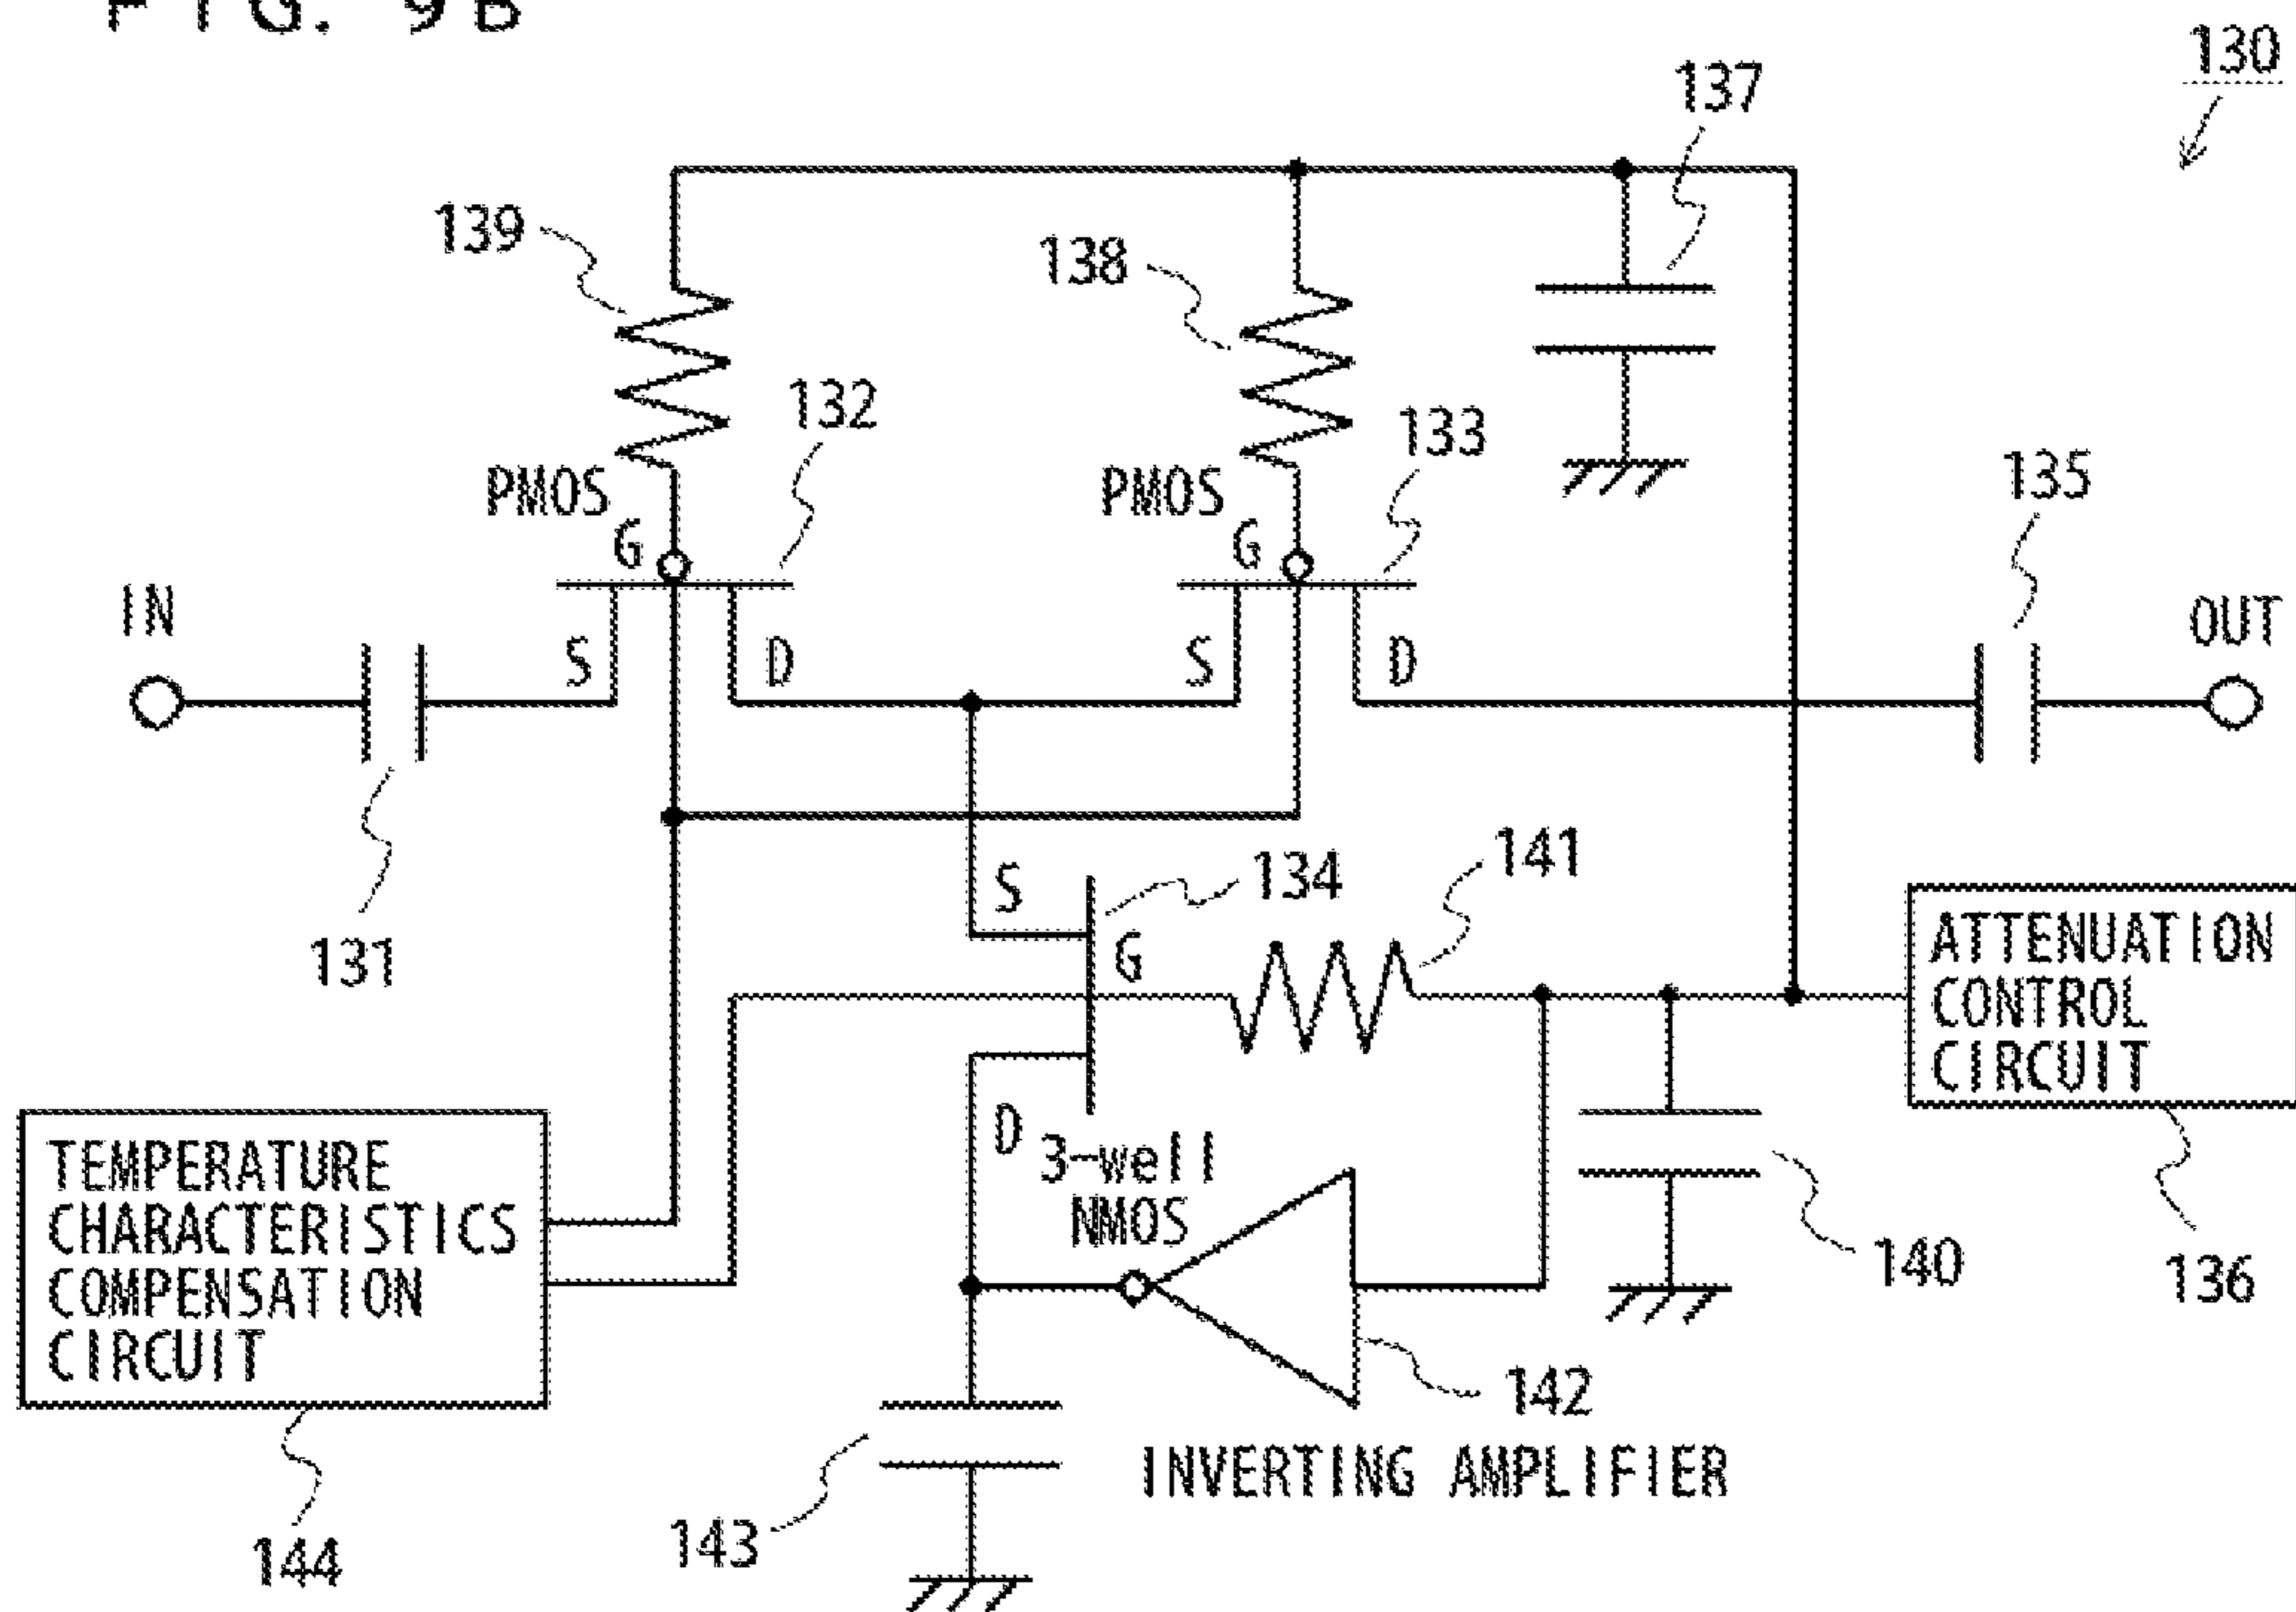 FIG. 9B
130
137
139
138
132
133
PMOS
PMOS
135
G
G
IN
OUT
S
D
S
D
131
S
134
141
G
ATTENUATION
CONTROL
CIRCUIT
D
3-well
NMOS
TEMPERATURE
CHARACTERISTICS
COMPENSATION
CIRCUIT
140
136
142
INVERTING AMPLIFIER
143
144